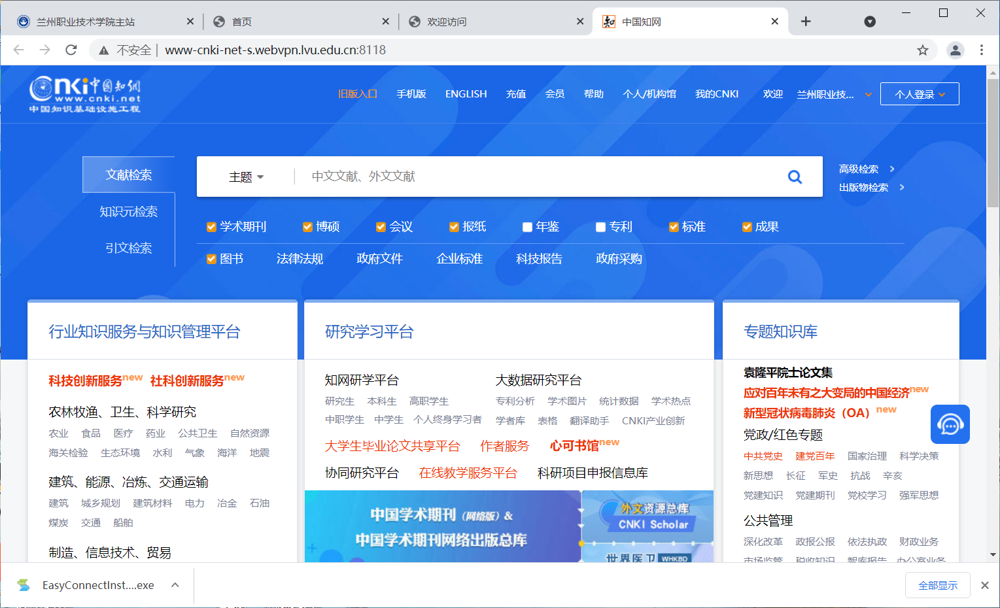 兰州职业技术学院主站
首页
欢迎访问
中国知网
不安全 | www-cnki-net-s.webvpn.lvu.edu.cn:8118
cnki中国知网
www.cnki.net
中国知识基础设施工程
旧版入口 手机版 ENGLISH 充值 会员 帮助 个人/机构馆 我的CNKI 欢迎 兰州职业技... 个人登录
文献检索
知识元检索
引文检索
主题 中文文献、外文文献
高级检索 >
出版物检索 >
学术期刊 博硕 会议 报纸 年鉴 专利 标准 成果
图书 法律法规 政府文件 企业标准 科技报告 政府采购
行业知识服务与知识管理平台
科技创新服务new 社科创新服务new
农林牧渔、卫生、科学研究
农业 食品 医疗 药业 公共卫生 自然资源
海关检验 生态环境 水利 气象 海洋 地震
建筑、能源、冶炼、交通运输
建筑 城乡规划 建筑材料 电力 冶金 石油
煤炭 交通 船舶
制造、信息技术、贸易
研究学习平台
知网研学平台
研究生 本科生 高职学生
中职学生 中学生 个人终身学习者
大数据研究平台
专利分析 学术图片 统计数据 学术热点
学者库 表格 翻译助手 CNKI产业创新
大学生毕业论文共享平台 作者服务 心可书馆new
协同研究平台 在线教学服务平台 科研项目申报信息库
中国学术期刊（网络版）&
中国学术期刊网络出版总库
外文资源总库
CNKI Scholar
世界医卫 WHKBD
专题知识库
袁隆平院士论文集
应对百年未有之大变局的中国经济new
新型冠状病毒肺炎（OA）new
党政/红色专题
中共党史 建党百年 国家治理 科学决策
新思想 长征 军史 抗战 辛亥
党建知识 党建期刊 党校学习 强军思想
公共管理
深化改革 政报公报 依法执政 财政业务
市场监管 税收知识 智库报告 办公室业务
EasyConnectInst....exe
全部显示